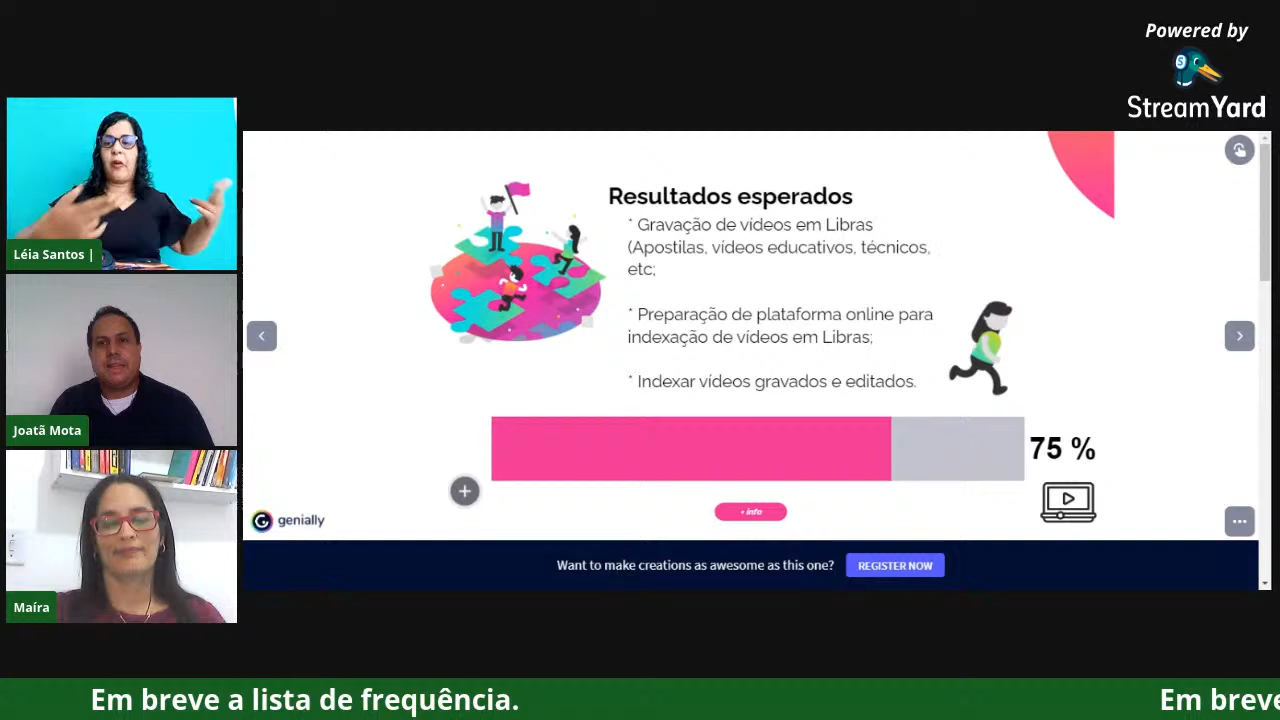 Powered by
StreamYard
Léia Santos |
Joatã Mota
Maíra
Resultados esperados
* Gravação de vídeos em Libras
(Apostilas, vídeos educativos, técnicos,
etc;
* Preparação de plataforma online para
indexação de vídeos em Libras;
* Indexar vídeos gravados e editados.
75 %
+ info
genially
Want to make creations as awesome as this one?
REGISTER NOW
Em breve a lista de frequência.
Em breve